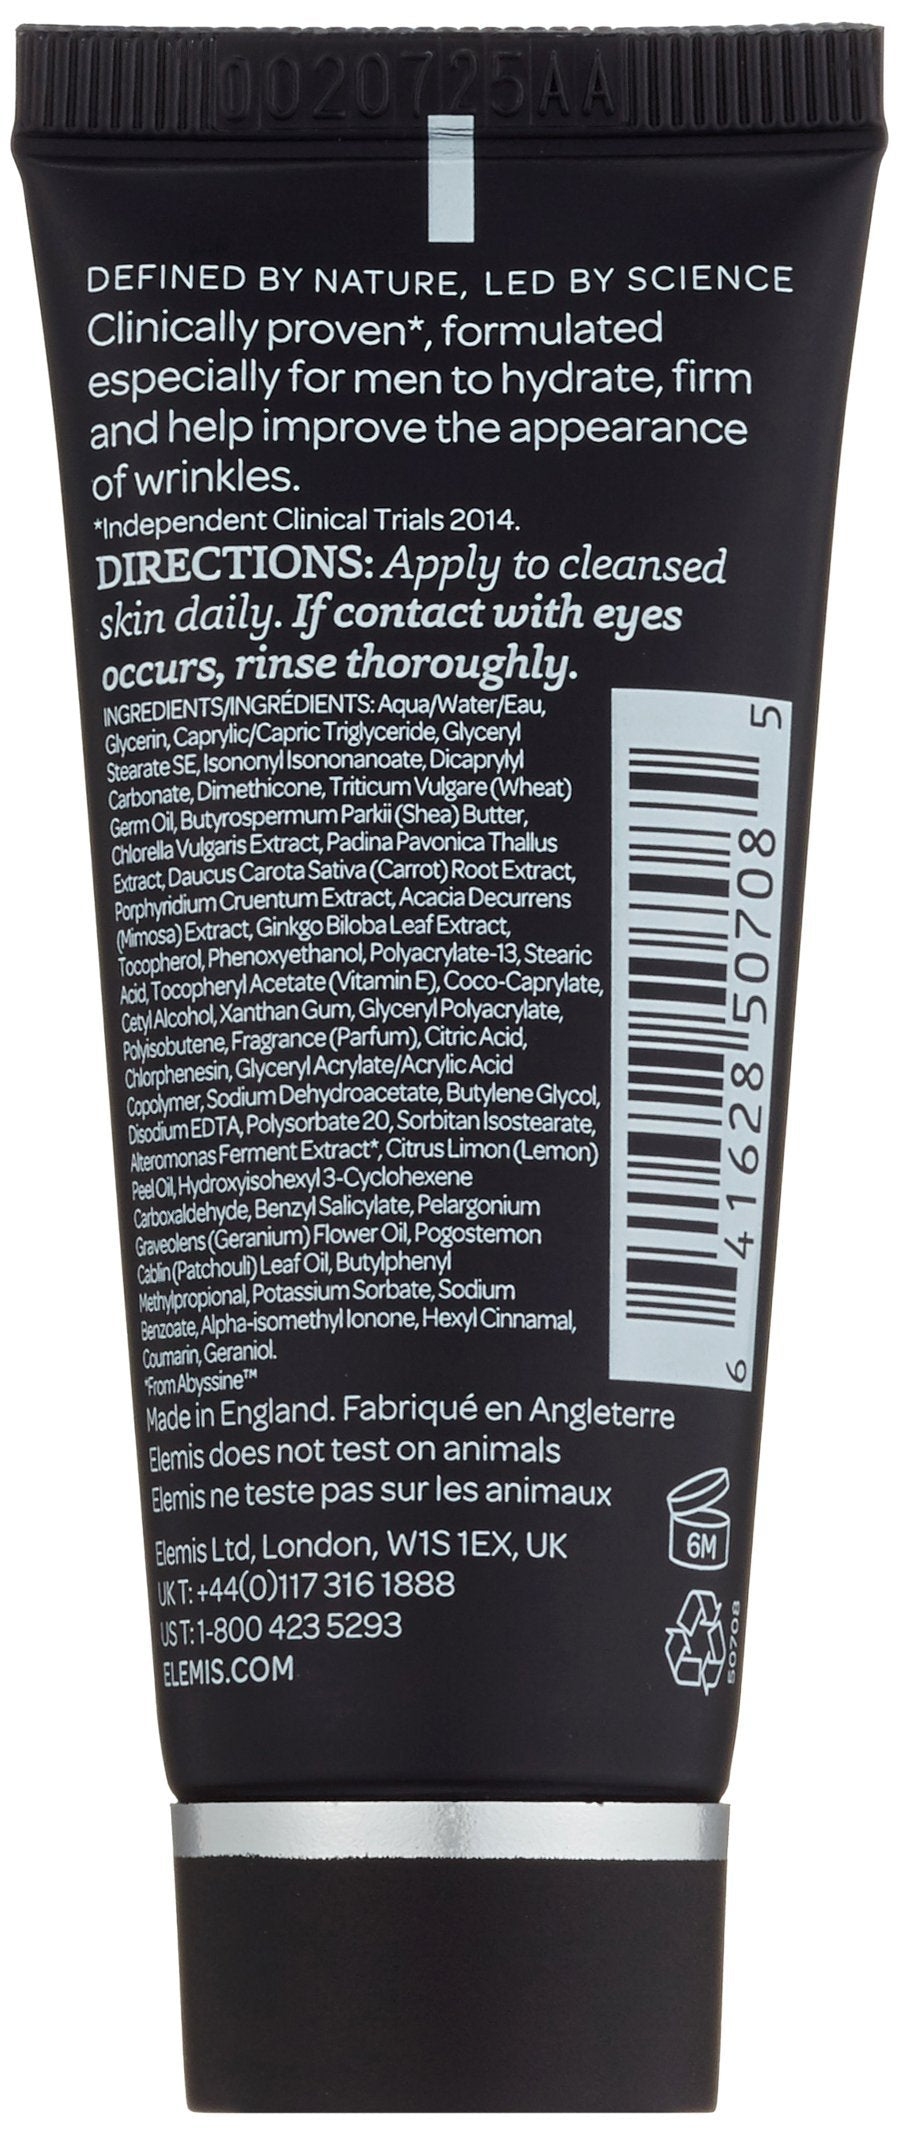 0020725AA
DEFINED BY NATURE, LED BY SCIENCE
Clinically proven*, formulated
especially for men to hydrate, firm
and help improve the appearance
of wrinkles.
*Independent Clinical Trials 2014.
DIRECTIONS: Apply to cleansed
skin daily. If contact with eyes
occurs, rinse thoroughly.
INGREDIENTS/INGRÉDIENTS: Aqua/Water/Eau,
Glycerin, Caprylic/Capric Triglyceride, Glyceryl
Stearate SE, Isononyl Isononanoate, Dicaprylyl
Carbonate, Dimethicone, Triticum Vulgare (Wheat)
Germ Oil, Butyrospermum Parkii (Shea) Butter,
Chlorella Vulgaris Extract, Padina Pavonica Thallus
Extract, Daucus Carota Sativa (Carrot) Root Extract,
Porphyridium Cruentum Extract, Acacia Decurrens
(Mimosa) Extract, Ginkgo Biloba Leaf Extract,
Tocopherol, Phenoxyethanol, Polyacrylate-13, Stearic
Acid, Tocopheryl Acetate (Vitamin E), Coco-Caprylate,
Cetyl Alcohol, Xanthan Gum, Glyceryl Polyacrylate,
Polyisobutene, Fragrance (Parfum), Citric Acid,
Chlorphenesin, Glyceryl Acrylate/Acrylic Acid
Copolymer, Sodium Dehydroacetate, Butylene Glycol,
Disodium EDTA, Polysorbate 20, Sorbitan Isostearate,
Alteromonas Ferment Extract*, Citrus Limon (Lemon)
Peel Oil, Hydroxyisohexyl 3-Cyclohexene
Carboxaldehyde, Benzyl Salicylate, Pelargonium
Graveolens (Geranium) Flower Oil, Pogostemon
Cablin (Patchouli) Leaf Oil, Butylphenyl
Methylpropional, Potassium Sorbate, Sodium
Benzoate, Alpha-isomethyl Ionone, Hexyl Cinnamal,
Coumarin, Geraniol.
*From Abyssine™
6 41628 50708 5
Made in England. Fabriqué en Angleterre
Elemis does not test on animals
Elemis ne teste pas sur les animaux
6M
Elemis Ltd, London, W1S 1EX, UK
UK T: +44(0)117 316 1888
US T: 1-800 423 5293
ELEMIS.COM
50708